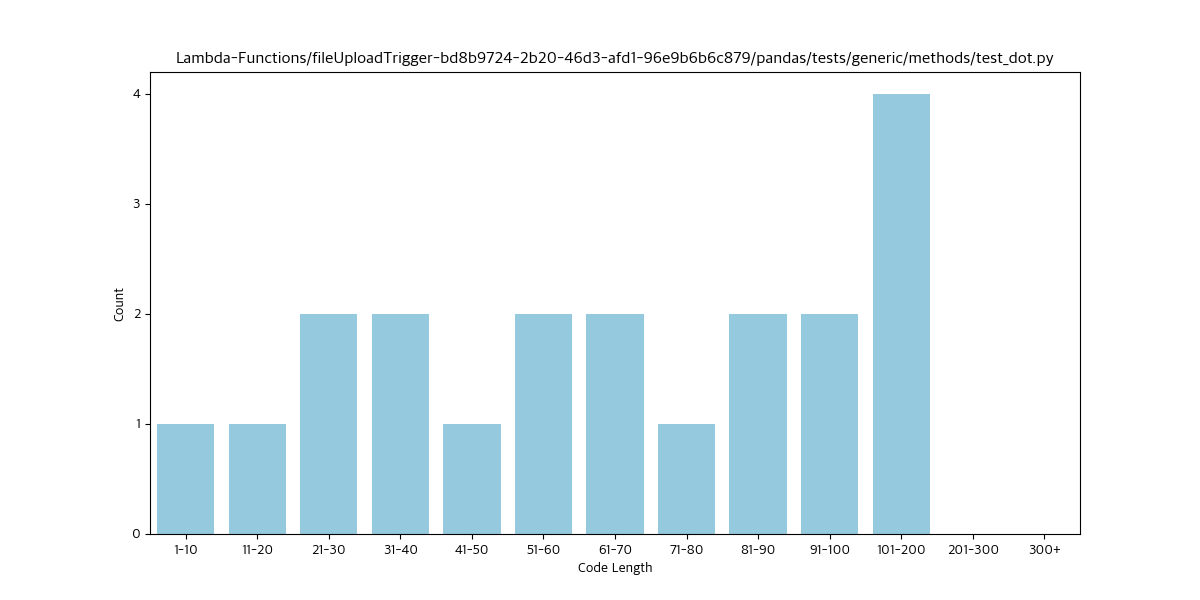 Lambda-Functions/fileUploadTrigger-bd8b9724-2b20-46d3-afd1-96e9b6b6c879/pandas/tests/generic/methods/test_dot.py
4
3
2
1
0
Count
1-10 11-20 21-30 31-40 41-50 51-60 61-70 71-80 81-90 91-100 101-200 201-300 300+
Code Length